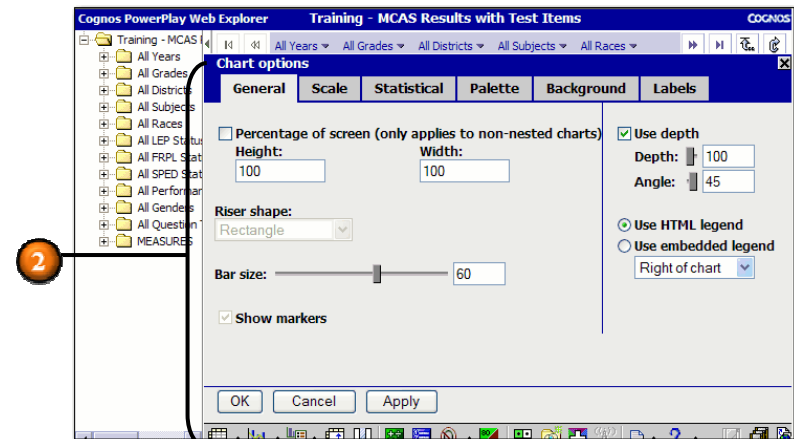 Cognos PowerPlay Web Explorer Training - MCAS Results with Test Items COGNOS
Training - MCAS
All Years All Grades All Districts All Subjects All Races
All Years
All Grades
All Districts
All Subjects
All Races
All LEP Status
All FRPL Stat
All SPED Stat
All Performan
All Genders
All Question T
MEASURES
Chart options
General Scale Statistical Palette Background Labels
Percentage of screen (only applies to non-nested charts)
Height: Width:
100 100
Riser shape:
Rectangle
Bar size: 60
Show markers
Use depth
Depth: 100
Angle: 45
Use HTML legend
Use embedded legend
Right of chart
OK Cancel Apply
2